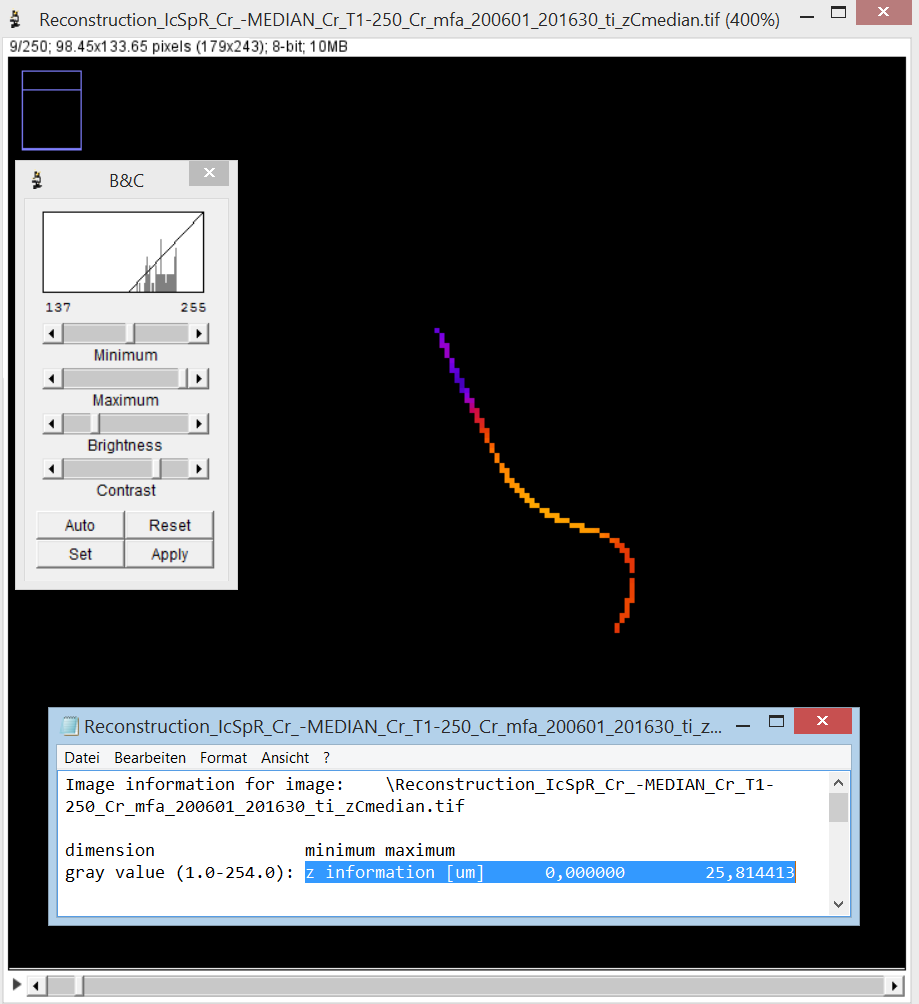 Reconstruction_IcSpR_Cr_-MEDIAN_Cr_T1-250_Cr_mfa_200601_201630_ti_zCmedian.tif (400%)
9/250; 98.45x133.65 pixels (179x243); 8-bit; 10MB
B&C
137 255
Minimum
Maximum
Brightness
Contrast
Auto Reset
Set Apply
Reconstruction_IcSpR_Cr_-MEDIAN_Cr_T1-250_Cr_mfa_200601_201630_ti_z...
Datei Bearbeiten Format Ansicht ?
Image information for image: \Reconstruction_IcSpR_Cr_-MEDIAN_Cr_T1-
250_Cr_mfa_200601_201630_ti_zCmedian.tif
dimension minimum maximum
gray value (1.0-254.0): z information [um] 0,000000 25,814413